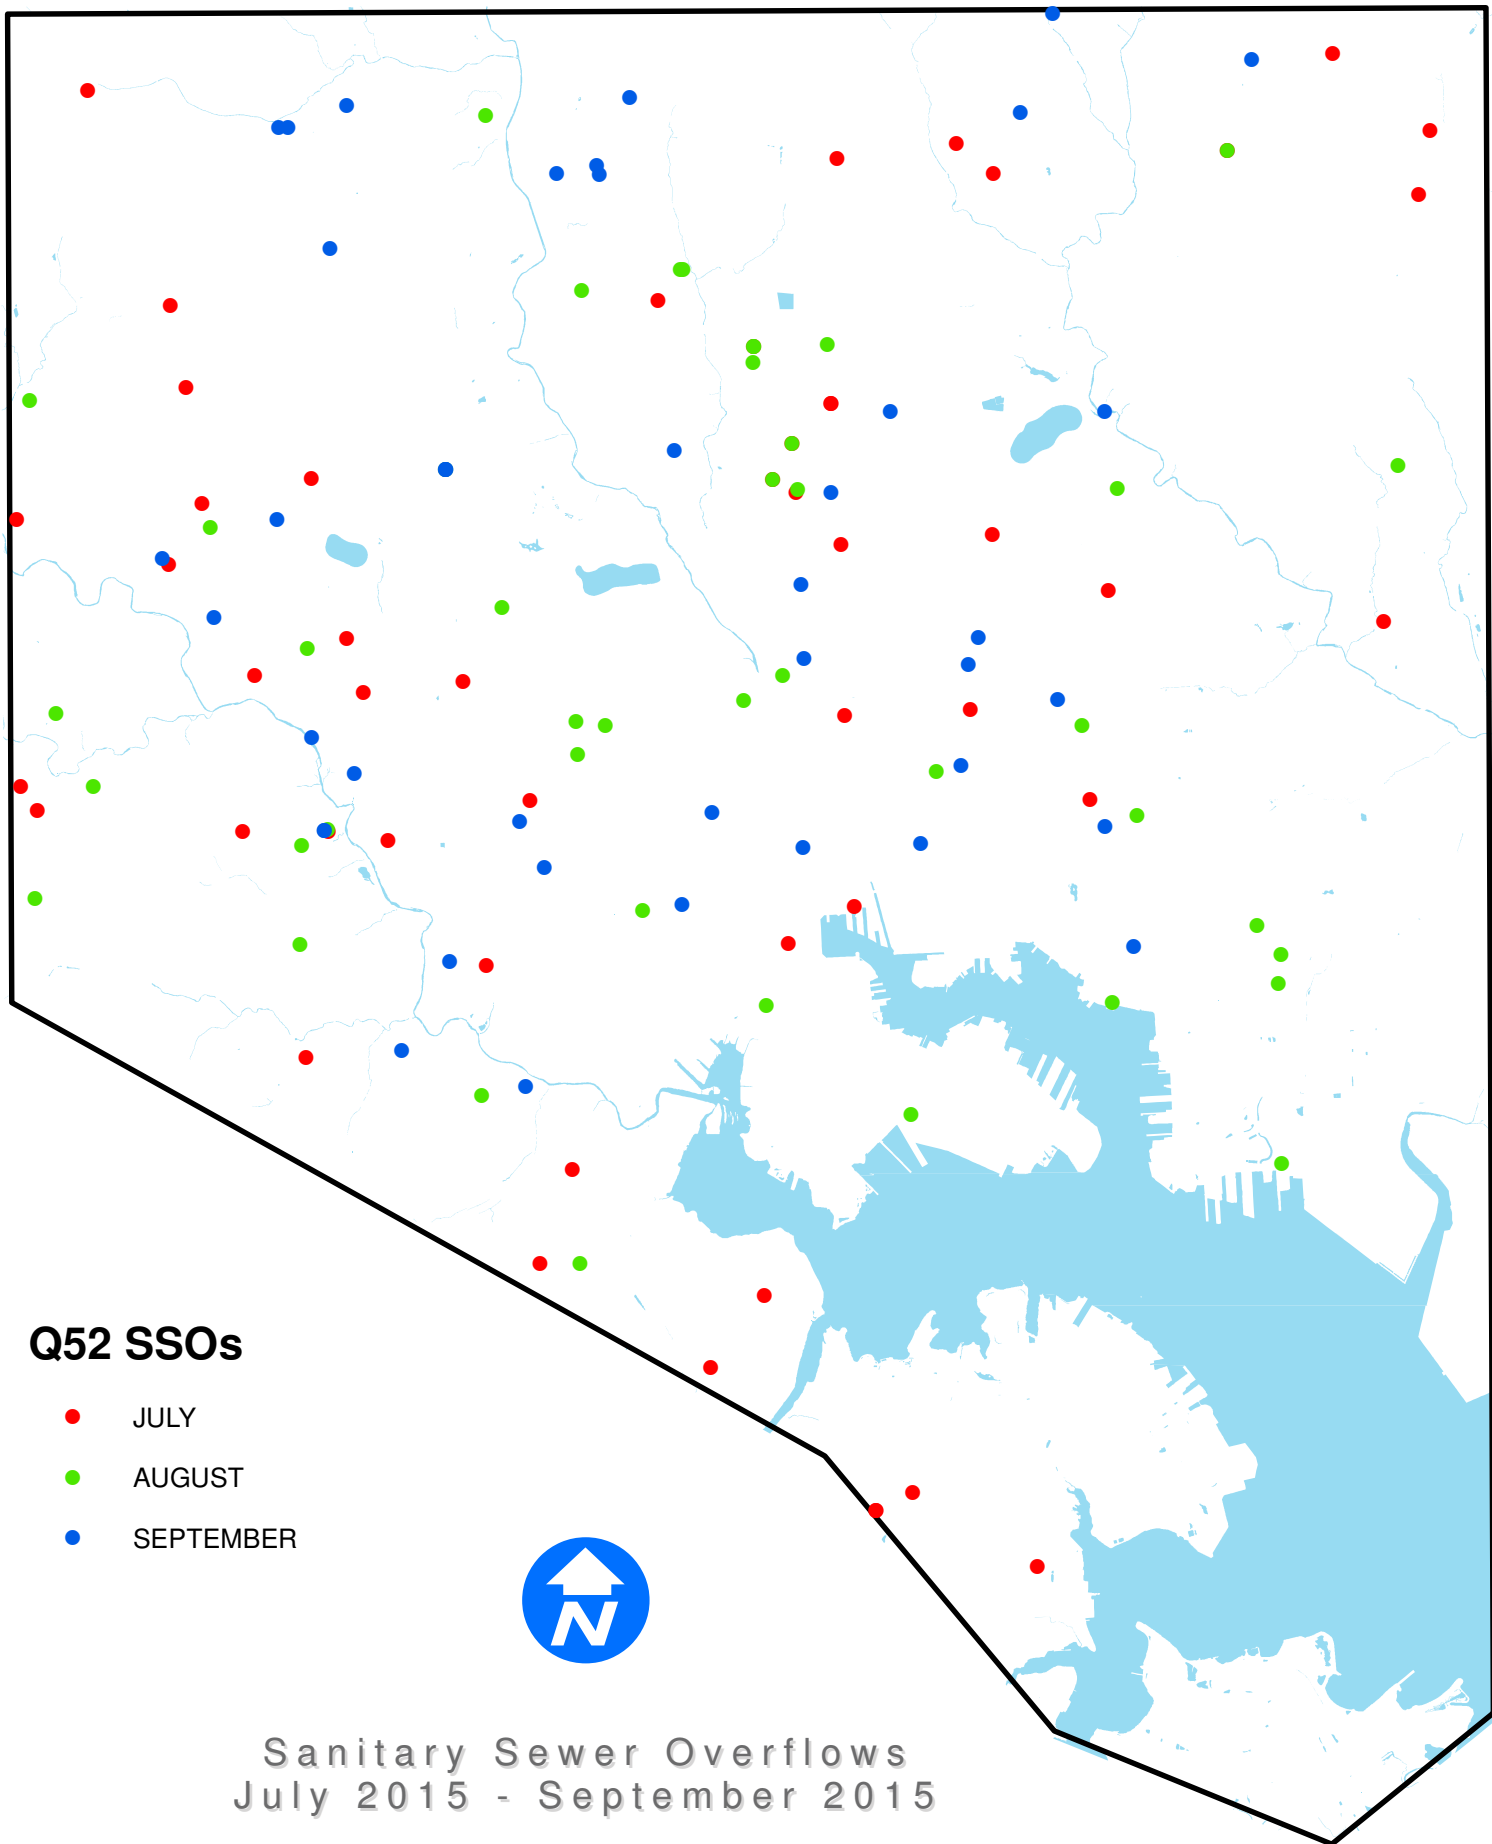 Q52 SSOs
JULY
AUGUST
SEPTEMBER
N
Sanitary Sewer Overflows
July 2015 - September 2015